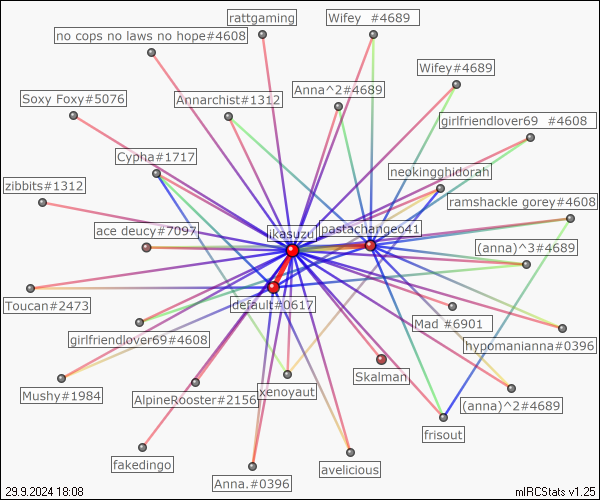 rattgaming
Wifey  #4689
no cops no laws no hope#4608
Wifey#4689
Anna^2#4689
Soxy Foxy#5076
Annarchist#1312
girlfriendlover69  #4608
Cypha#1717
neokingghidorah
zibbits#1312
ramshackle gorey#4608
ikasuzu
pastachangeo41
ace deucy#7097
(anna)^3#4689
Toucan#2473
default#0617
Mad #6901
girlfriendlover69#4608
hypomanianna#0396
Skalman
Mushy#1984
AlpineRooster#2156
xenoyaut
(anna)^2#4689
frisout
fakedingo
avelicious
Anna.#0396
29.9.2024 18:08
mIRCStats v1.25